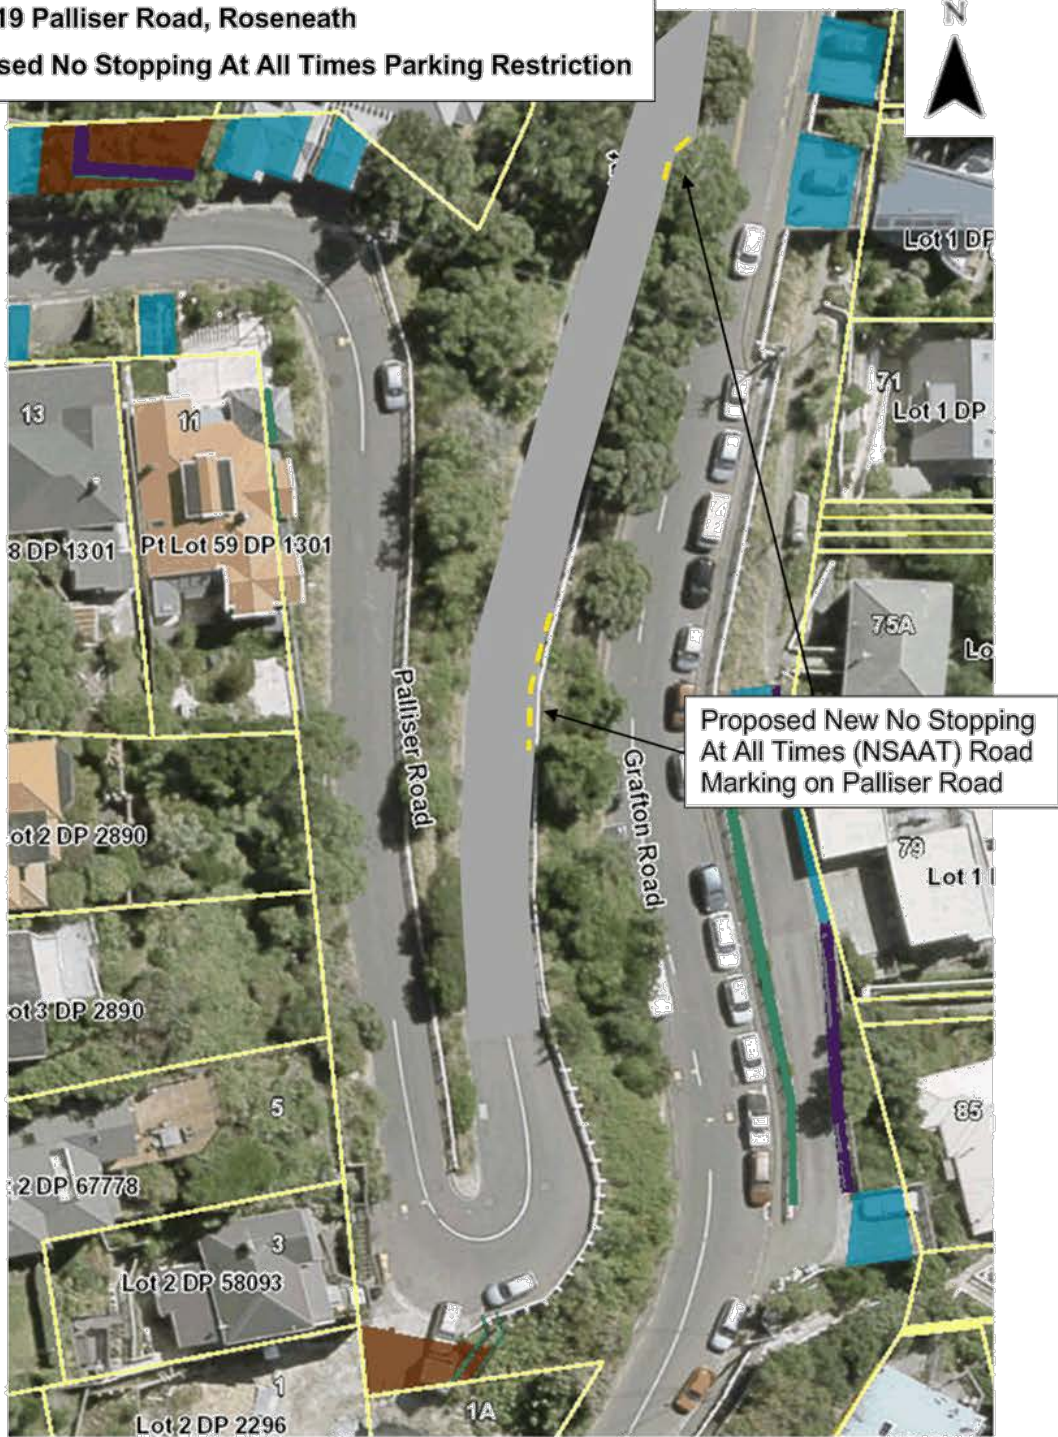 19 Palliser Road, Roseneath
sed No Stopping At All Times Parking Restriction
N
Lot 1 DP
71
Lot 1 DP
13
11
8 DP 1301
Pt Lot 59 DP 1301
75A
Lo
Palliser Road
Proposed New No Stopping
At All Times (NSAAT) Road
Marking on Palliser Road
Grafton Road
ot 2 DP 2890
79
Lot 1
ot 3 DP 2890
5
85
2 DP 67778
3
Lot 2 DP 58093
1
1A
Lot 2 DP 2296